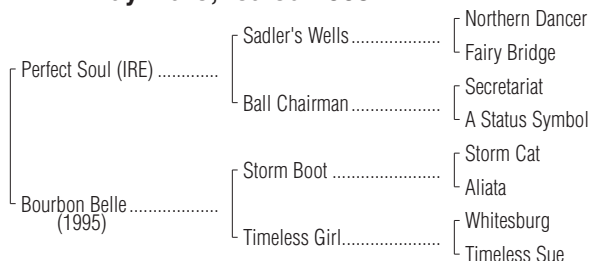 Northern Dancer
Sadler's Wells
Fairy Bridge
Perfect Soul (IRE)
Secretariat
Ball Chairman
A Status Symbol
Storm Cat
Storm Boot
Aliata
Bourbon Belle
(1995)
Whitesburg
Timeless Girl
Timeless Sue